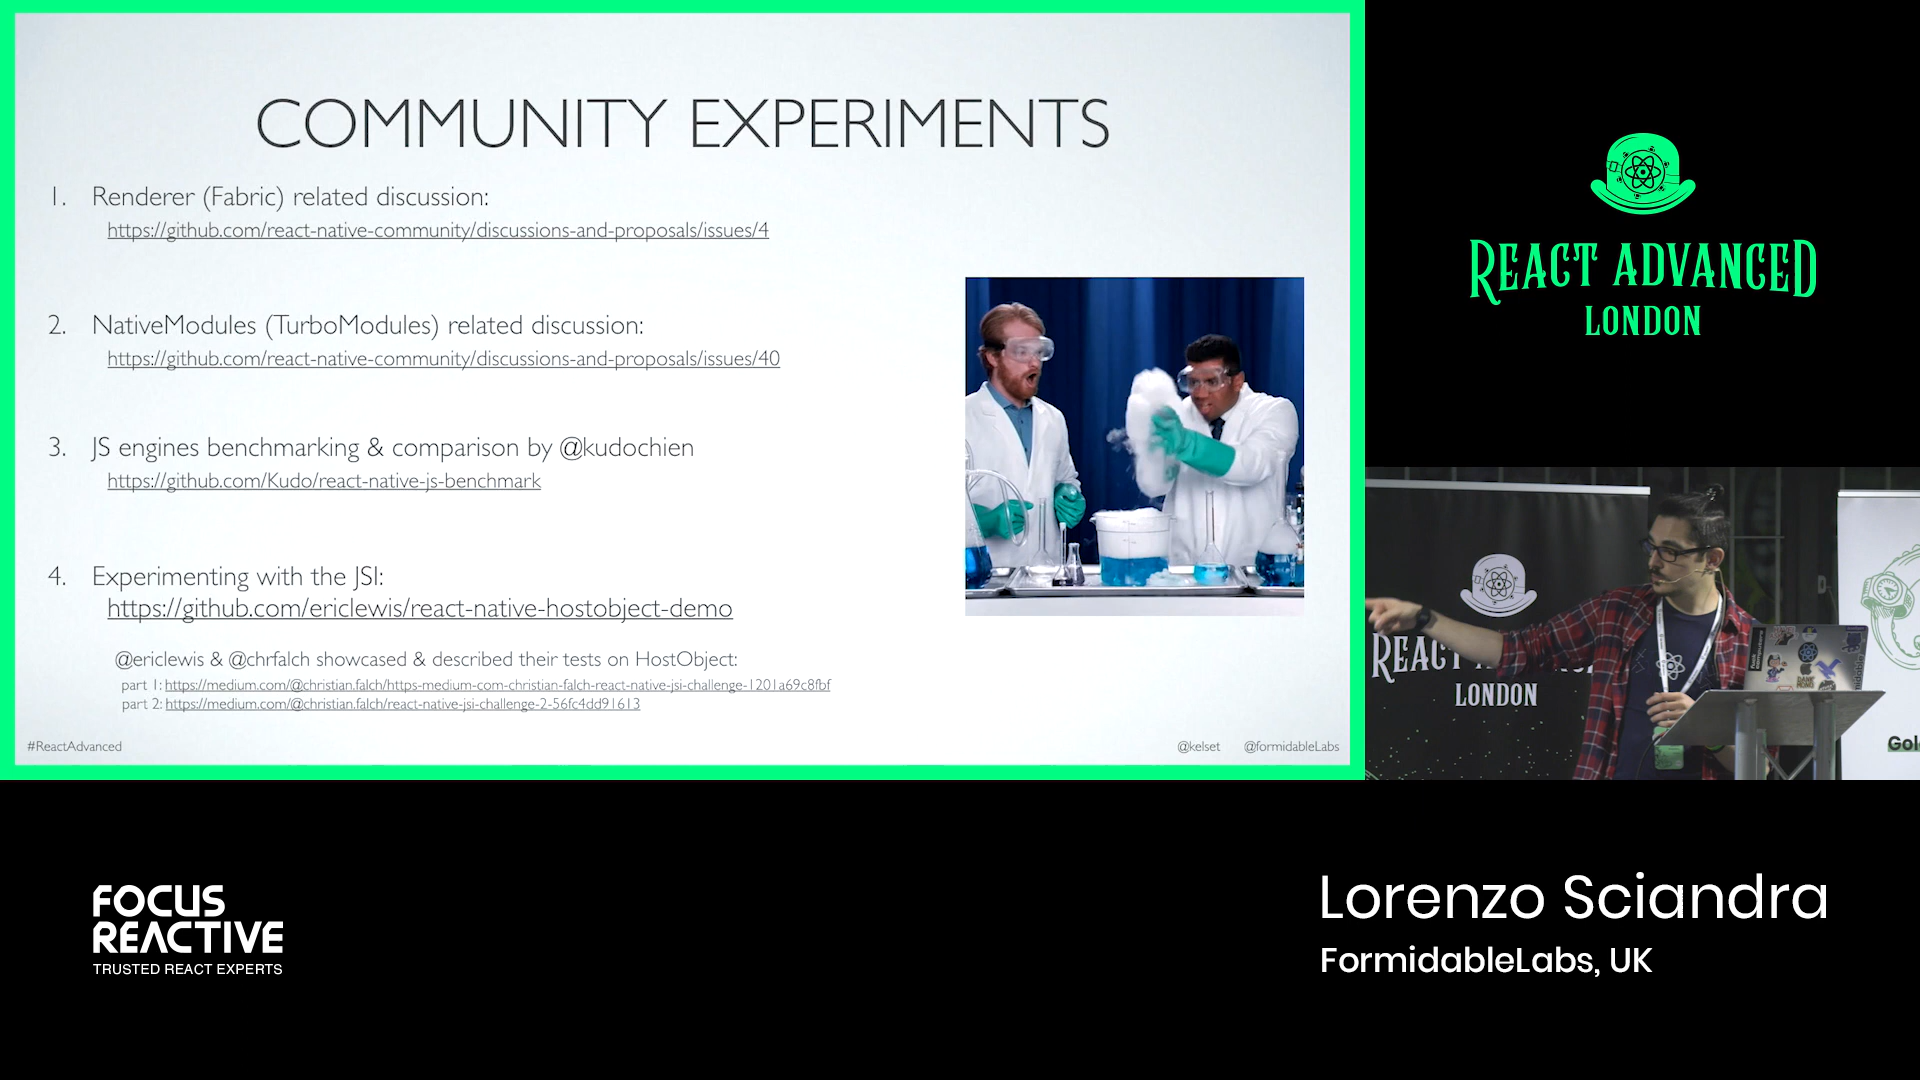 COMMUNITY EXPERIMENTS
1. Renderer (Fabric) related discussion:
https://github.com/react-native-community/discussions-and-proposals/issues/4
2. NativeModules (TurboModules) related discussion:
https://github.com/react-native-community/discussions-and-proposals/issues/40
3. JS engines benchmarking & comparison by @kudochien
https://github.com/Kudo/react-native-js-benchmark
4. Experimenting with the JSI:
https://github.com/ericlewis/react-native-hostobject-demo
@ericlewis & @chrfalch showcased & described their tests on HostObject:
part 1: https://medium.com/@christian.falch/https-medium-com-christian-falch-react-native-jsi-challenge-1201a69c8fbf
part 2: https://medium.com/@christian.falch/react-native-jsi-challenge-2-56fc4dd91613
#ReactAdvanced
@kelset @formidableLabs
REACT ADVANCED
LONDON
REACT
LONDON
FOCUS
REACTIVE
TRUSTED REACT EXPERTS
Lorenzo Sciandra
FormidableLabs, UK